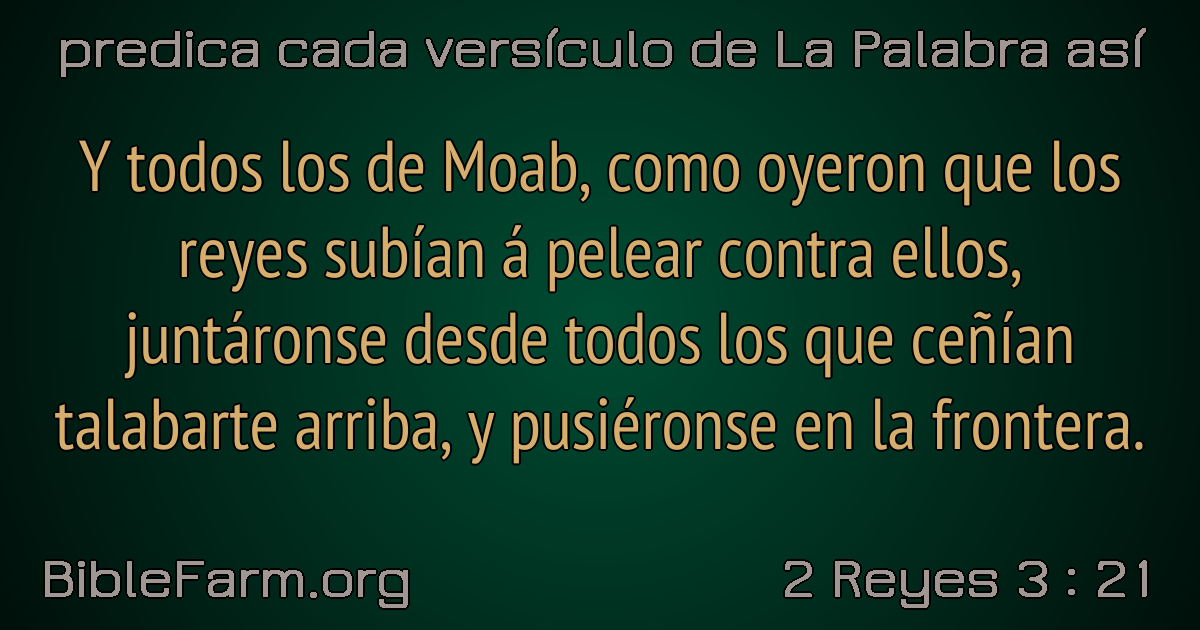 predica cada versículo de La Palabra así
Y todos los de Moab, como oyeron que los
reyes subían á pelear contra ellos,
juntáronse desde todos los que ceñían
talabarte arriba, y pusiéronse en la frontera.
BibleFarm.org
2 Reyes 3 : 21